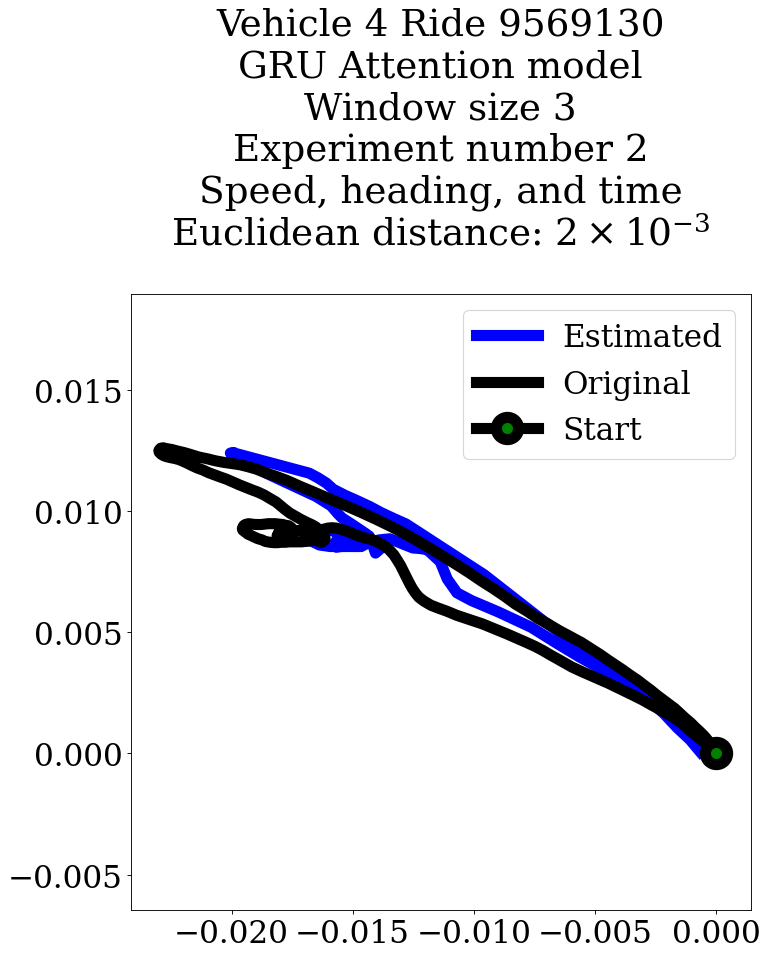 Vehicle 4 Ride 9569130
GRU Attention model
Window size 3
Experiment number 2
Speed, heading, and time
Euclidean distance: 2 × 10⁻³
Estimated
Original
Start
0.015
0.010
0.005
0.000
−0.005
−0.020 −0.015 −0.010 −0.005 0.000